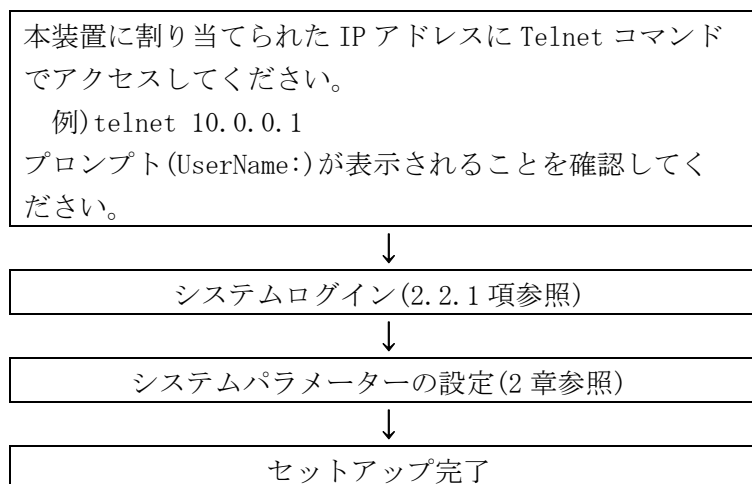 本装置に割り当てられた IP アドレスに Telnet コマンド
でアクセスしてください。
例)telnet 10.0.0.1
プロンプト(UserName:)が表示されることを確認してく
ださい。
↓
システムログイン(2.2.1 項参照)
↓
システムパラメーターの設定(2 章参照)
↓
セットアップ完了